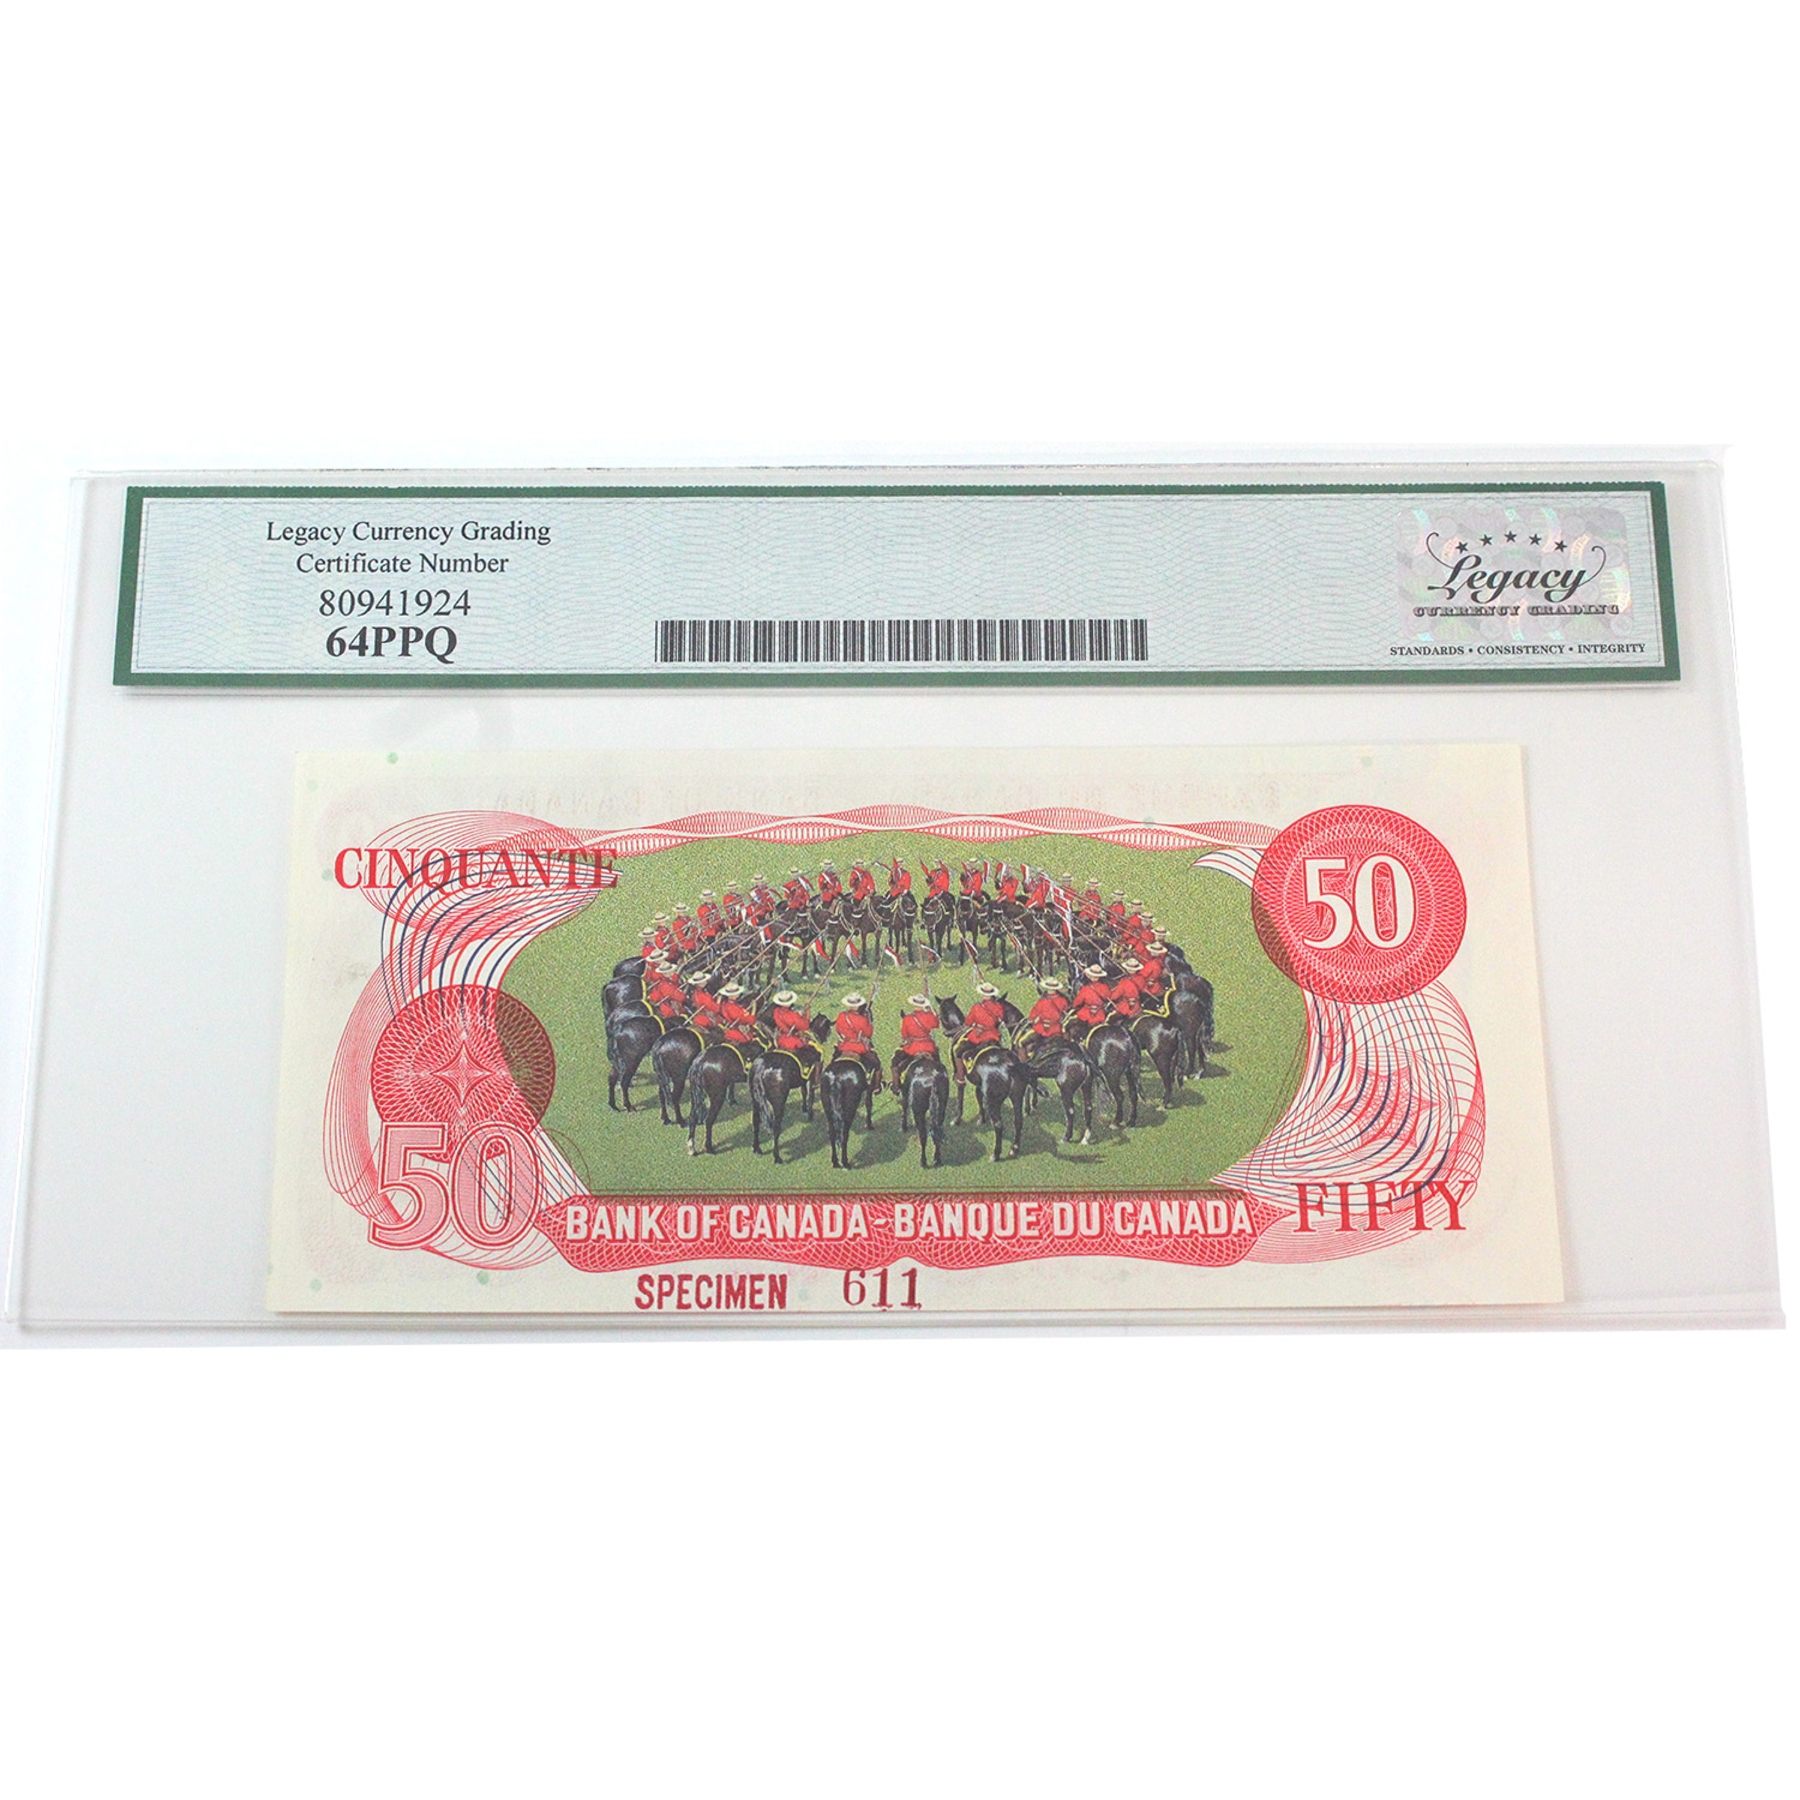 Legacy Currency Grading
Certificate Number
80941924
64PPQ
Legacy
CURRENCY GRADING
STANDARDS • CONSISTENCY • INTEGRITY
CINQUANTE
50
50
BANK OF CANADA - BANQUE DU CANADA
FIFTY
SPECIMEN 611